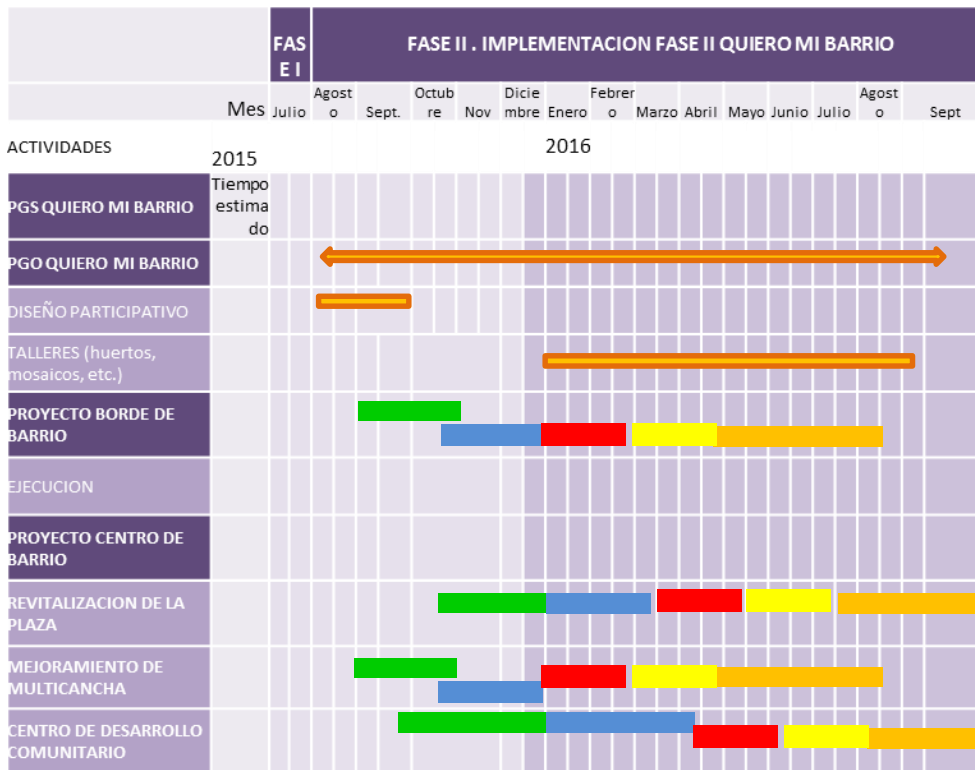 FAS
E I
FASE II . IMPLEMENTACION FASE II QUIERO MI BARRIO
Mes
Julio
Agost
o
Sept.
Octub
re
Nov
Dicie
mbre
Enero
Febrer
o
Marzo
Abril
Mayo
Junio
Julio
Agost
o
Sept
ACTIVIDADES
2015
2016
PGS QUIERO MI BARRIO
Tiempo
estima
do
PGO QUIERO MI BARRIO
DISEÑO PARTICIPATIVO
TALLERES (huertos,
mosaicos, etc.)
PROYECTO BORDE DE
BARRIO
EJECUCION
PROYECTO CENTRO DE
BARRIO
REVITALIZACION DE LA
PLAZA
MEJORAMIENTO DE
MULTICANCHA
CENTRO DE DESARROLLO
COMUNITARIO